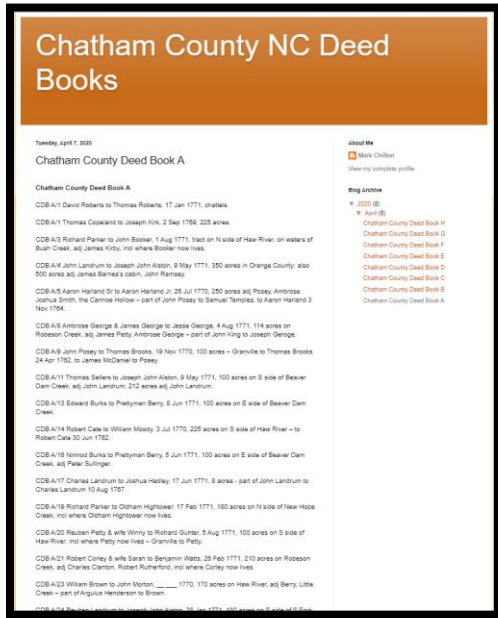 Chatham County NC Deed
Books
Tuesday, April 7, 2020
Chatham County Deed Book A
Chatham County Deed Book A
CDB A/1 David Roberts to Thomas Roberts, 17 Jan 1771, chattels.
CDB A/1 Thomas Copeland to Joseph Kirk, 2 Sep 1769, 225 acres.
CDB A/3 Richard Parker to John Booker, 1 Aug 1771, tract on N side of Haw River, on waters of
Bush Creek, adj James Kirby, incl where Booker now lives.
CDB A/4 John Landrum to Joseph John Alston, 9 May 1771, 350 acres in Orange County; also
500 acres adj James Barnes's cabin, John Ramsey.
CDB A/5 Aaron Harland Sr to Aaron Harland Jr, 26 Jul 1770, 250 acres adj Posey, Ambrose
Joshua Smith, the Cannoe Hollow – part of John Posey to Samuel Temples, to Aaron Harland 3
Nov 1764.
CDB A/8 Ambrose George & James George to Jesse George, 4 Aug 1771, 114 acres on
Robeson Creek, adj James Petty, Ambrose George – part of John King to Joseph Geroge.
CDB A/9 John Posey to Thomas Brooks, 19 Nov 1770, 100 acres – Granville to Thomas Brooks
24 Apr 1762, to James McDaniel to Posey.
CDB A/11 Thomas Sellers to Joseph John Alston, 9 May 1771, 100 acres on S side of Beaver
Dam Creek, adj John Landrum; 212 acres adj John Landrum.
CDB A/13 Edward Burks to Prettyman Berry, 8 Jun 1771, 100 acres on E side of Beaver Dam
Creek.
CDB A/14 Robert Cate to William Moody, 3 Jul 1770, 225 acres on S side of Haw River – to
Robert Cate 30 Jun 1762.
CDB A/16 Nimrod Burks to Prettyman Berry, 5 Jun 1771, 100 acres on E side of Beaver Dam
Creek, adj Peter Sullinger.
CDB A/17 Charles Landrum to Joshua Hadley, 17 Jun 1771, 8 acres - part of John Landrum to
Charles Landrum 10 Aug 1767.
CDB A/19 Richard Parker to Oldham Hightower, 17 Feb 1771, 180 acres on N side of New Hope
Creek, incl where Oldham Hightower now lives.
CDB A/20 Reuben Petty & wife Winny to Richard Gunter, 5 Aug 1771, 100 acres on S side of
Haw River, incl where Petty now lives – Granville to Petty.
CDB A/21 Robert Corley & wife Sarah to Benjamin Watts, 26 Feb 1771, 210 acres on Robeson
Creek, adj Charles Clanton, Robert Rutherford, incl where Corley now lives.
CDB A/23 William Brown to John Morton, __ ___ 1770, 170 acres on Haw River, adj Berry, Little
Creek – part of Argulus Henderson to Brown.
CDB A/24 Reuben Landrum to Joseph John Alston, 28 Jan 1771, 180 acres on S side of S Fork
About Me
Mark Chilton
View my complete profile
Blog Archive
▼ 2020 (8)
▼ April (8)
Chatham County Deed Book H
Chatham County Deed Book G
Chatham County Deed Book F
Chatham County Deed Book E
Chatham County Deed Book D
Chatham County Deed Book C
Chatham County Deed Book B
Chatham County Deed Book A